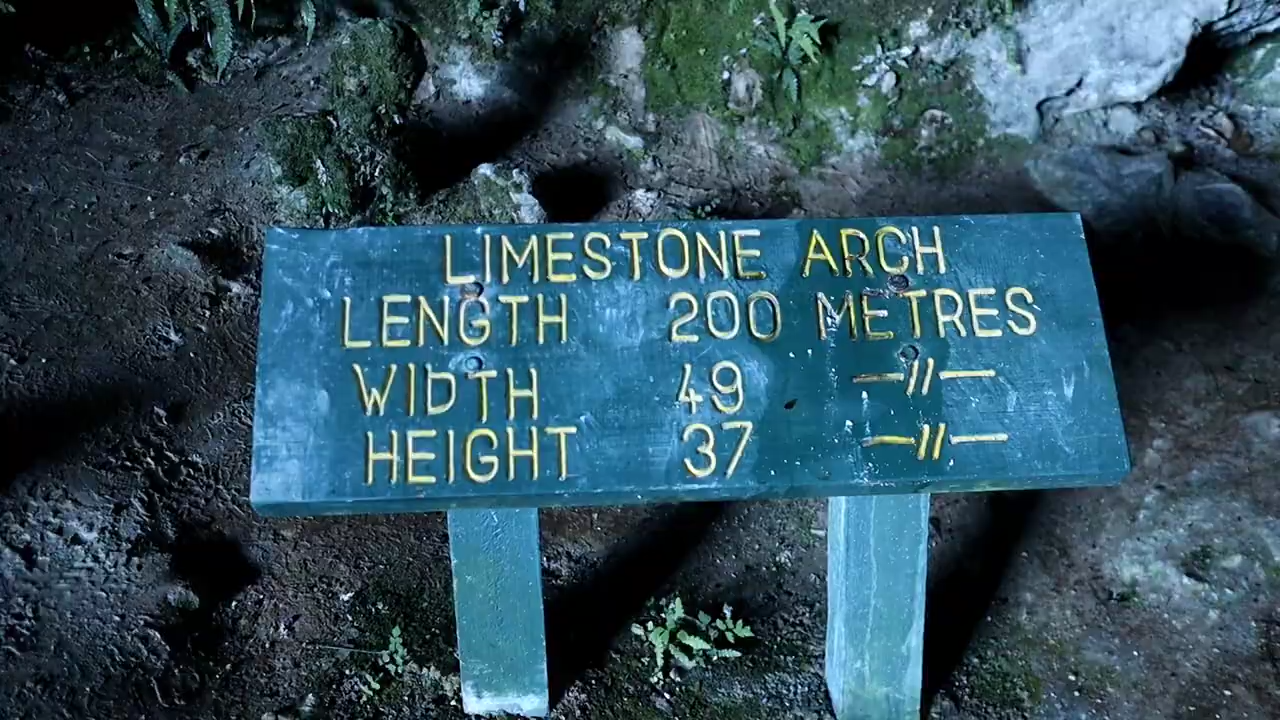 LIMESTONE ARCH
LENGTH 200 METRES
WIDTH 49 —//—
HEIGHT 37 —//—